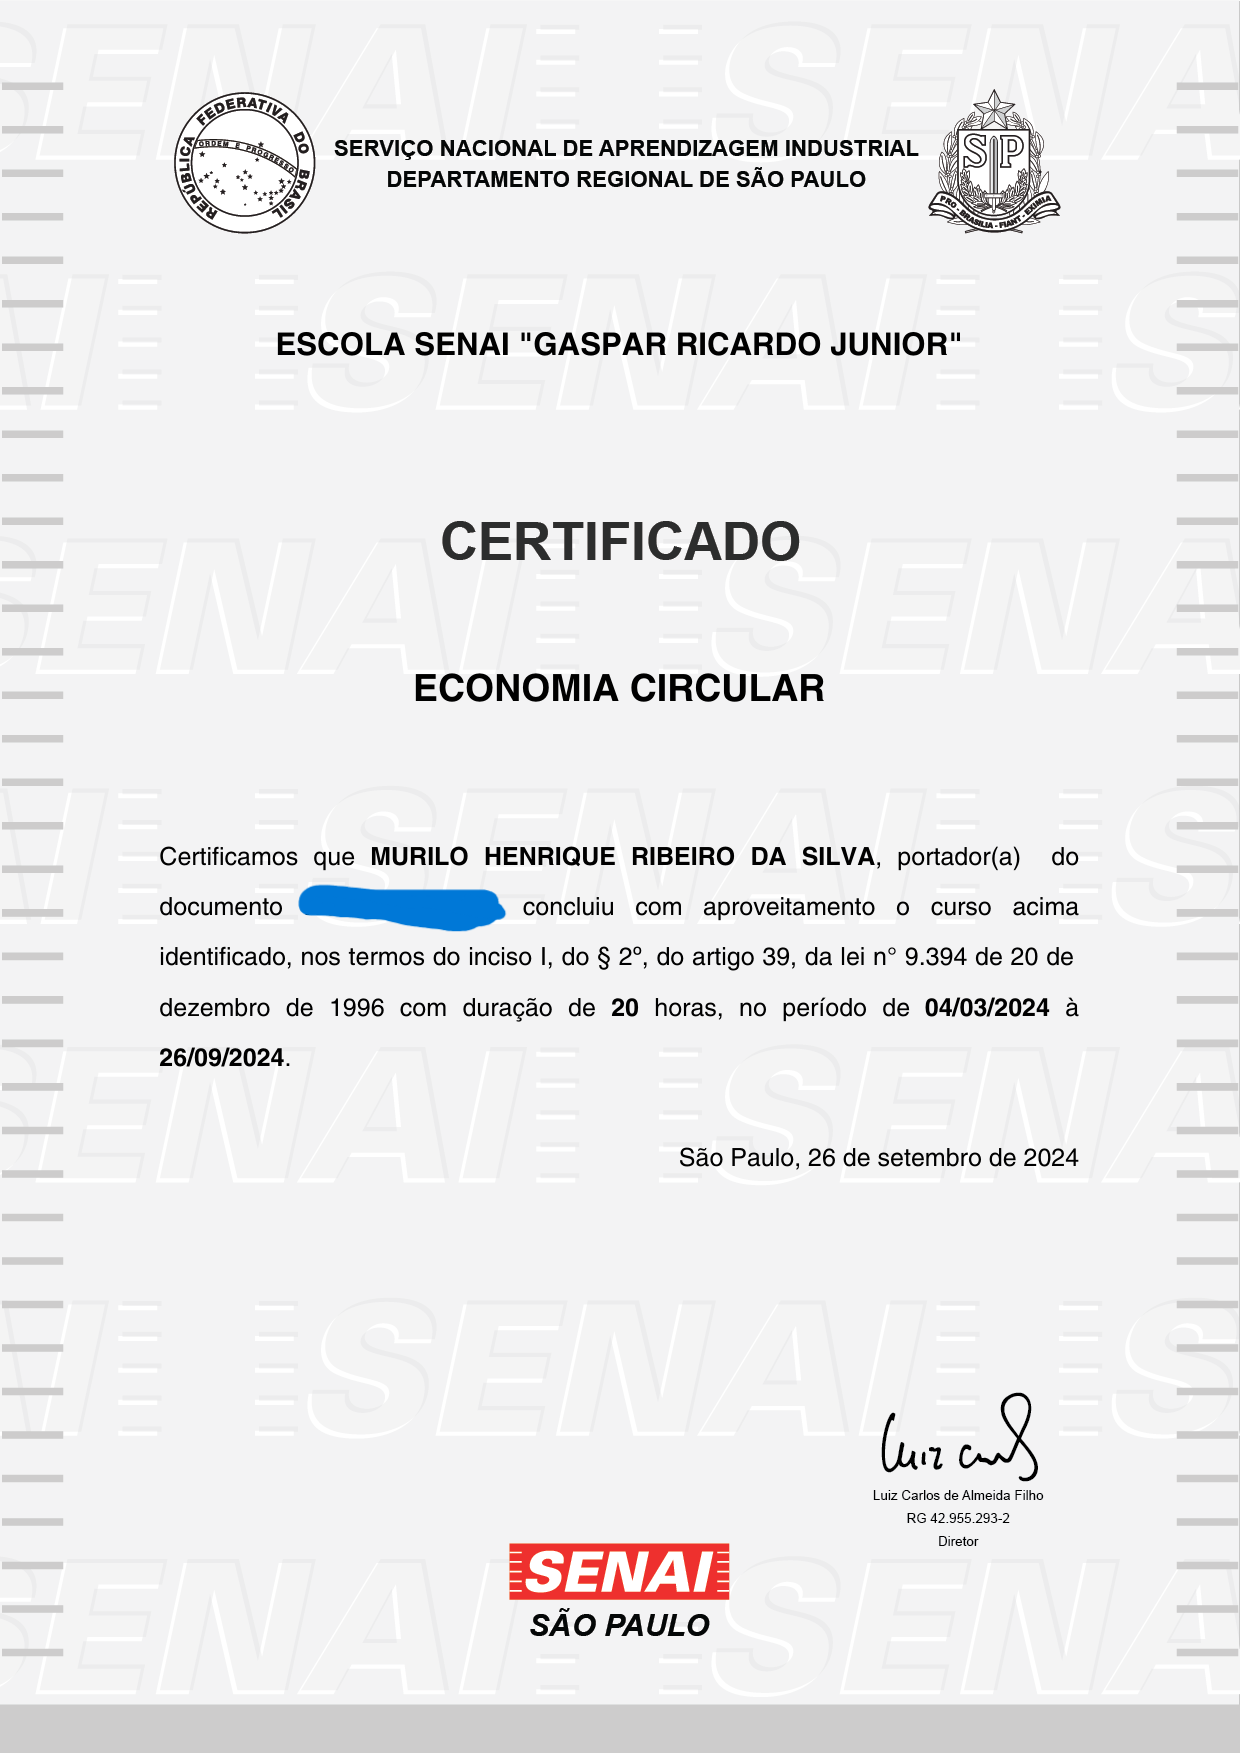 REPÚBLICA FEDERATIVA DO BRASIL
ORDEM E PROGRESSO
SERVIÇO NACIONAL DE APRENDIZAGEM INDUSTRIAL
DEPARTAMENTO REGIONAL DE SÃO PAULO
SP
PRO - BRASILIA - FIANT - EXIMIA
ESCOLA SENAI "GASPAR RICARDO JUNIOR"
CERTIFICADO
ECONOMIA CIRCULAR
Certificamos que MURILO HENRIQUE RIBEIRO DA SILVA, portador(a) do
documento concluiu com aproveitamento o curso acima
identificado, nos termos do inciso I, do § 2º, do artigo 39, da lei n° 9.394 de 20 de
dezembro de 1996 com duração de 20 horas, no período de 04/03/2024 à
26/09/2024.
São Paulo, 26 de setembro de 2024
Luiz Carlos de Almeida Filho
RG 42.955.293-2
Diretor
SENAI
SÃO PAULO